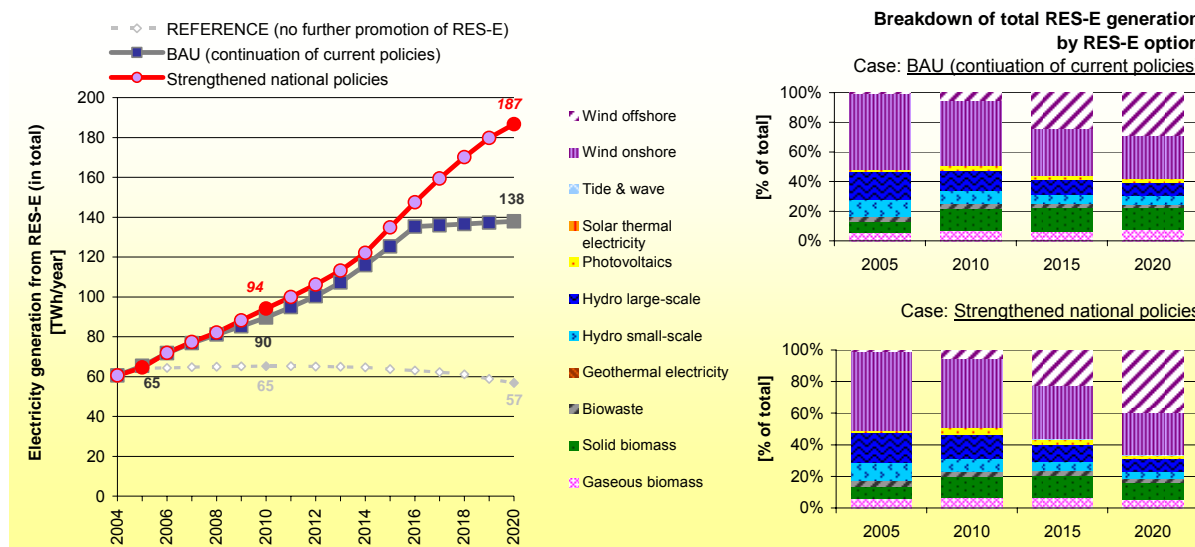 REFERENCE (no further promotion of RES-E)
BAU (continuation of current policies)
Strengthened national policies
Electricity generation from RES-E (in total)
[TWh/year]
200
180
160
140
120
100
80
60
40
20
0
2004
2006
2008
2010
2012
2014
2016
2018
2020
187
138
94
90
65
65
57
Wind offshore
Wind onshore
Tide & wave
Solar thermal
electricity
Photovoltaics
Hydro large-scale
Hydro small-scale
Geothermal electricity
Biowaste
Solid biomass
Gaseous biomass
Breakdown of total RES-E generation
by RES-E option
Case: BAU (contiuation of current policies
[% of total]
100%
80%
60%
40%
20%
0%
2005
2010
2015
2020
Case: Strengthened national policies
[% of total]
100%
80%
60%
40%
20%
0%
2005
2010
2015
2020